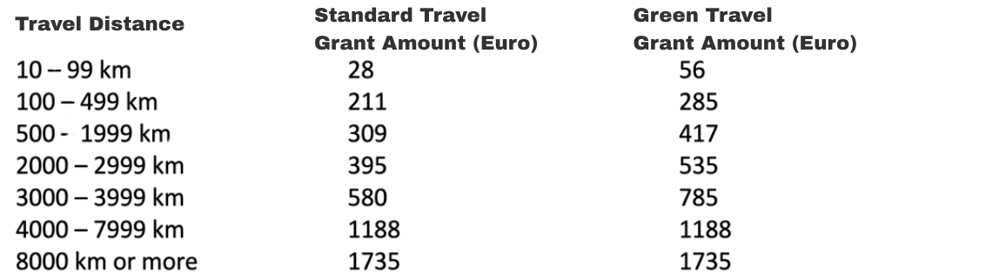 Travel Distance Standard Travel Grant Amount (Euro) Green Travel Grant Amount (Euro)
10 – 99 km 28 56
100 – 499 km 211 285
500 - 1999 km 309 417
2000 – 2999 km 395 535
3000 – 3999 km 580 785
4000 – 7999 km 1188 1188
8000 km or more 1735 1735